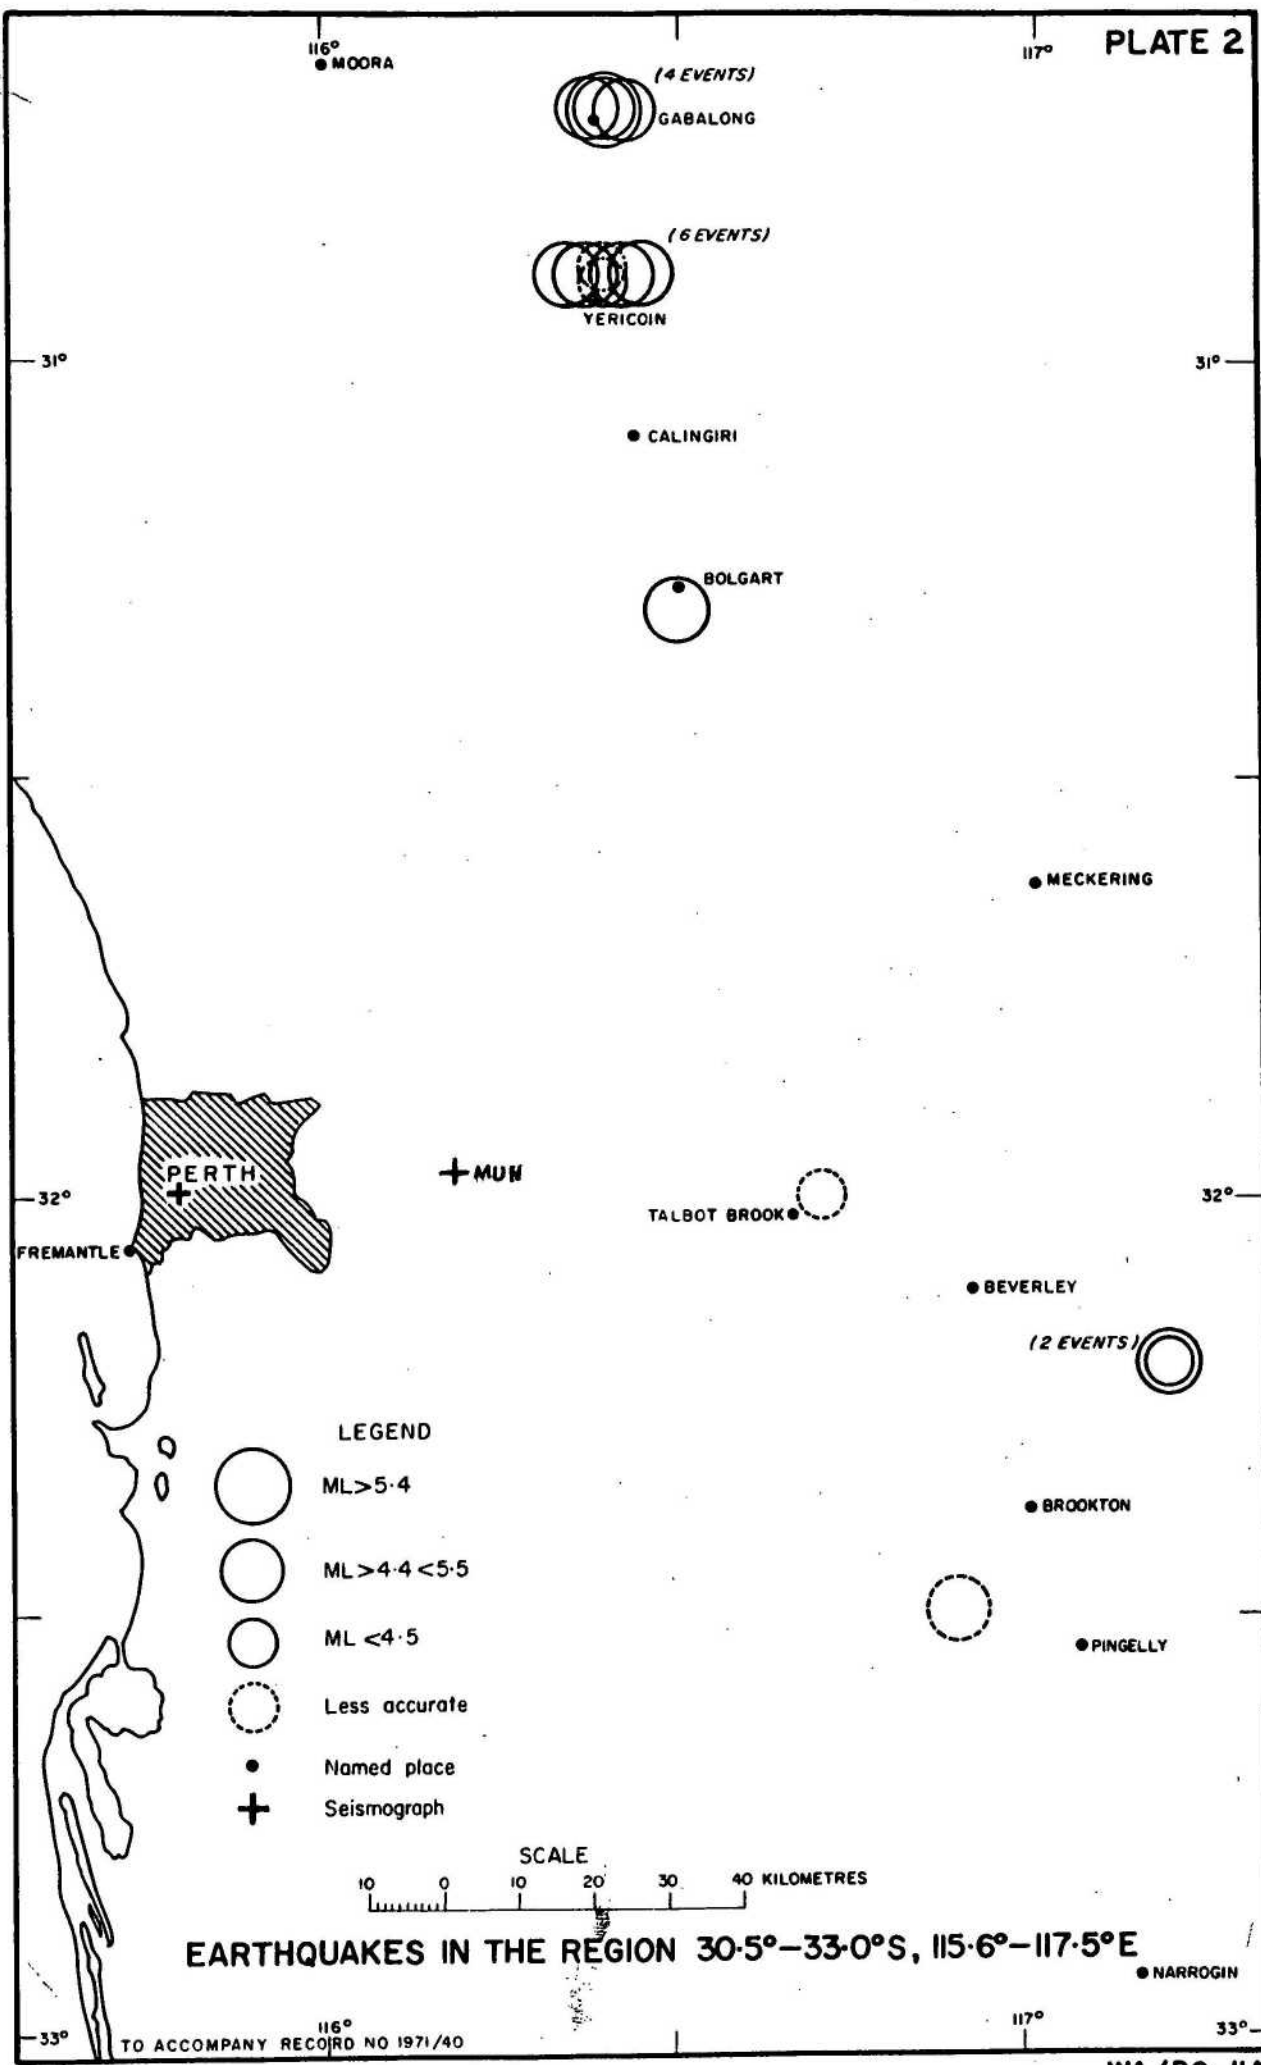 116°
117°
PLATE 2
MOORA
(4 EVENTS)
GABALONG
(6 EVENTS)
YERICOIN
31°
31°
CALINGIRI
BOLGART
MECKERING
PERTH
MUN
32°
32°
TALBOT BROOK
FREMANTLE
BEVERLEY
(2 EVENTS)
LEGEND
ML>5·4
ML>4·4<5·5
ML <4·5
Less accurate
Named place
Seismograph
BROOKTON
PINGELLY
SCALE
10 0 10 20 30 40 KILOMETRES
EARTHQUAKES IN THE REGION 30·5°–33·0°S, 115·6°–117·5°E
NARROGIN
116°
117°
33°
33°
TO ACCOMPANY RECORD NO 1971/40